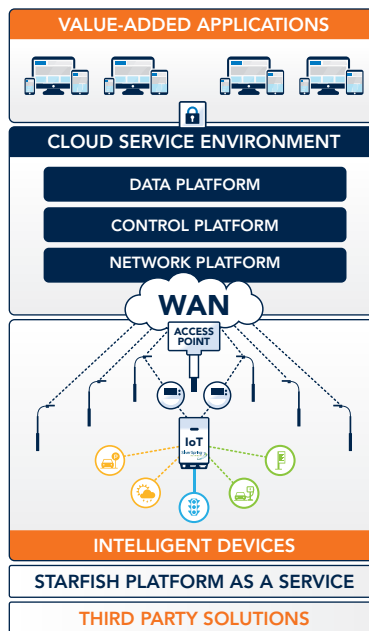 VALUE-ADDED APPLICATIONS
CLOUD SERVICE ENVIRONMENT
DATA PLATFORM
CONTROL PLATFORM
NETWORK PLATFORM
WAN
ACCESS
POINT
IoT
P
INTELLIGENT DEVICES
STARFISH PLATFORM AS A SERVICE
THIRD PARTY SOLUTIONS